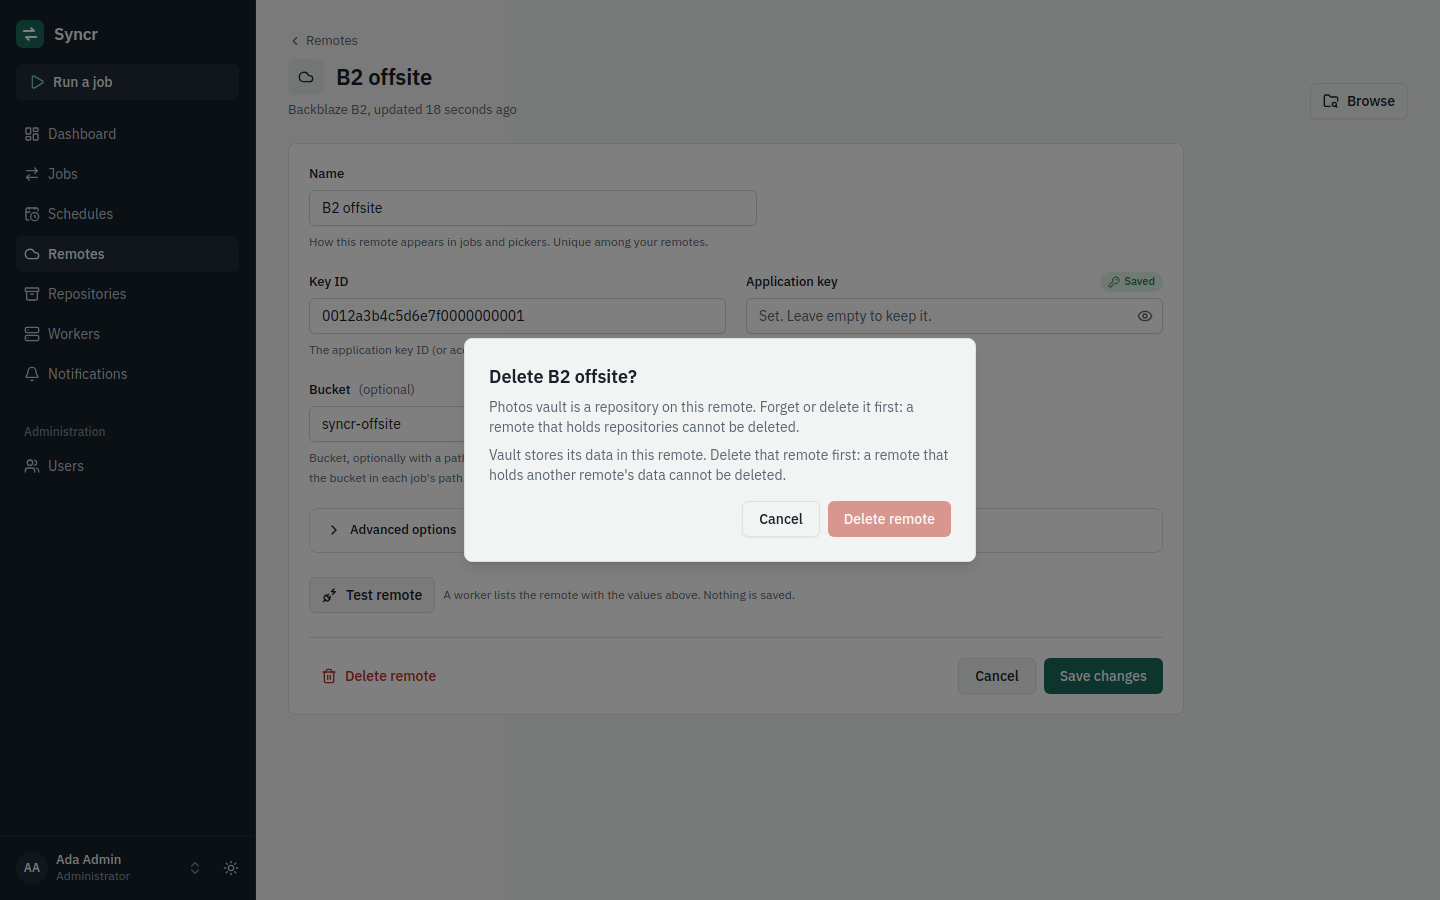 Syncr
Run a job
Dashboard
Jobs
Schedules
Remotes
Repositories
Workers
Notifications
Administration
Users
AA
Ada Admin
Administrator
Remotes
B2 offsite
Backblaze B2, updated 18 seconds ago
Browse
Name
B2 offsite
How this remote appears in jobs and pickers. Unique among your remotes.
Key ID
0012a3b4c5d6e7f0000000001
The application key ID (or acc
Application key
Saved
Set. Leave empty to keep it.
Bucket (optional)
syncr-offsite
Bucket, optionally with a path
the bucket in each job's path
Advanced options
Test remote
A worker lists the remote with the values above. Nothing is saved.
Delete remote
Cancel
Save changes
Delete B2 offsite?
Photos vault is a repository on this remote. Forget or delete it first: a
remote that holds repositories cannot be deleted.
Vault stores its data in this remote. Delete that remote first: a remote that
holds another remote's data cannot be deleted.
Cancel
Delete remote